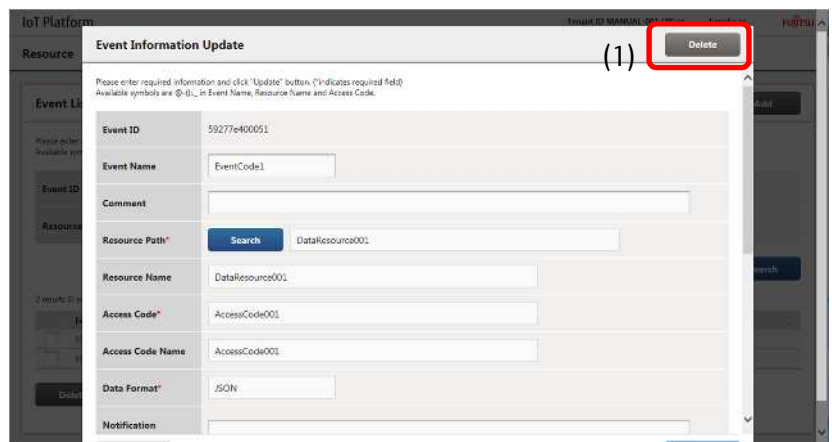 IoT Platform
FUJITSU
Resource
Event Information Update
(1)
Delete
Please enter required information and click "Update" button. (*indicates required field)
Available symbols are @-():._ in Event Name, Resource Name and Access Code.
Event Li
Add
Event ID 59277e400051
Event Name EventCode1
Event ID
Comment
Resource
Resource Path* Search DataResource001
Resource Name DataResource001
Access Code* AccessCode001
Access Code Name AccessCode001
Data Format* JSON
Delet
Notification